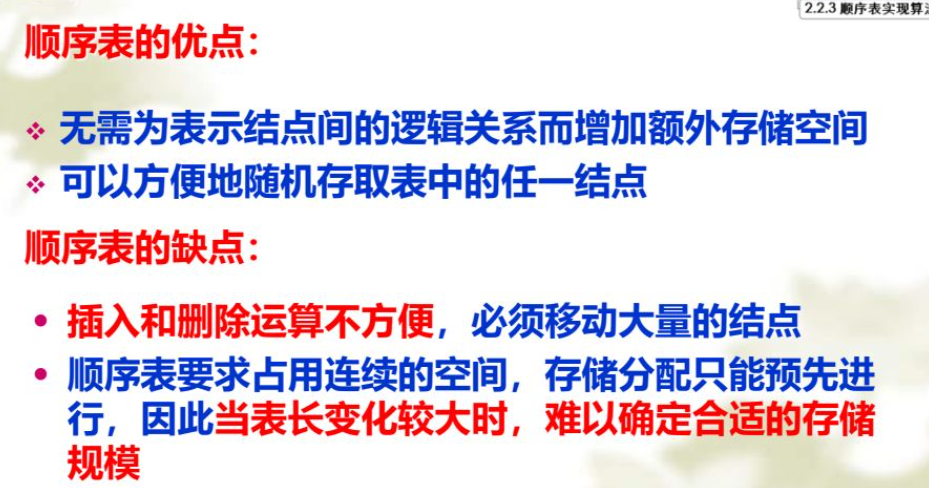 2.2.3 顺序表实现算
顺序表的优点：
无需为表示结点间的逻辑关系而增加额外存储空间
可以方便地随机存取表中的任一结点
顺序表的缺点：
插入和删除运算不方便，必须移动大量的结点
顺序表要求占用连续的空间，存储分配只能预先进
行，因此当表长变化较大时，难以确定合适的存储
规模